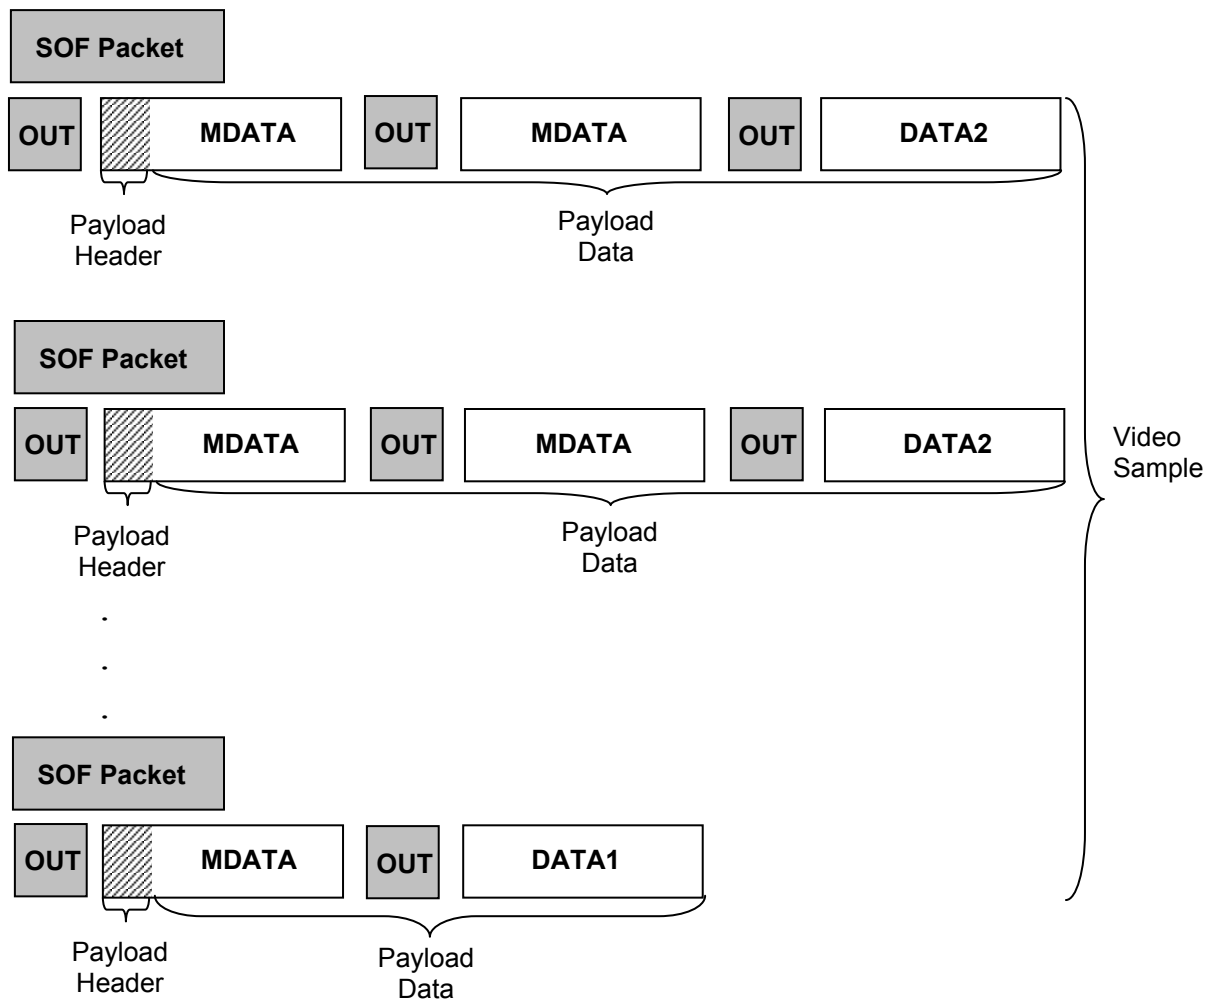 SOF Packet
OUT MDATA OUT MDATA OUT DATA2
Payload
Header
Payload
Data
SOF Packet
OUT MDATA OUT MDATA OUT DATA2
Payload
Header
Payload
Data
Video
Sample
.
.
.
SOF Packet
OUT MDATA OUT DATA1
Payload
Header
Payload
Data